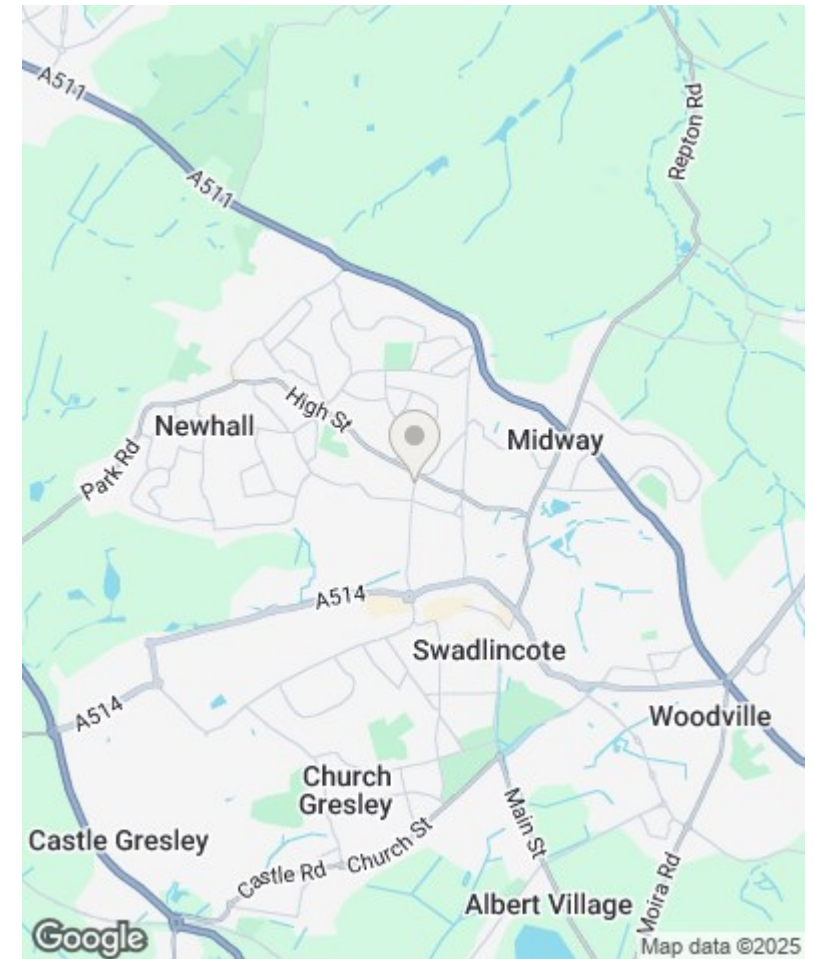 A511
A511
Repton Rd
High St
Newhall
Midway
Park Rd
A514
Swadlincote
A514
Woodville
Church
Gresley
Main St
Castle Gresley
Church St
Castle Rd
Moira Rd
Albert Village
Google
Map data ©2025